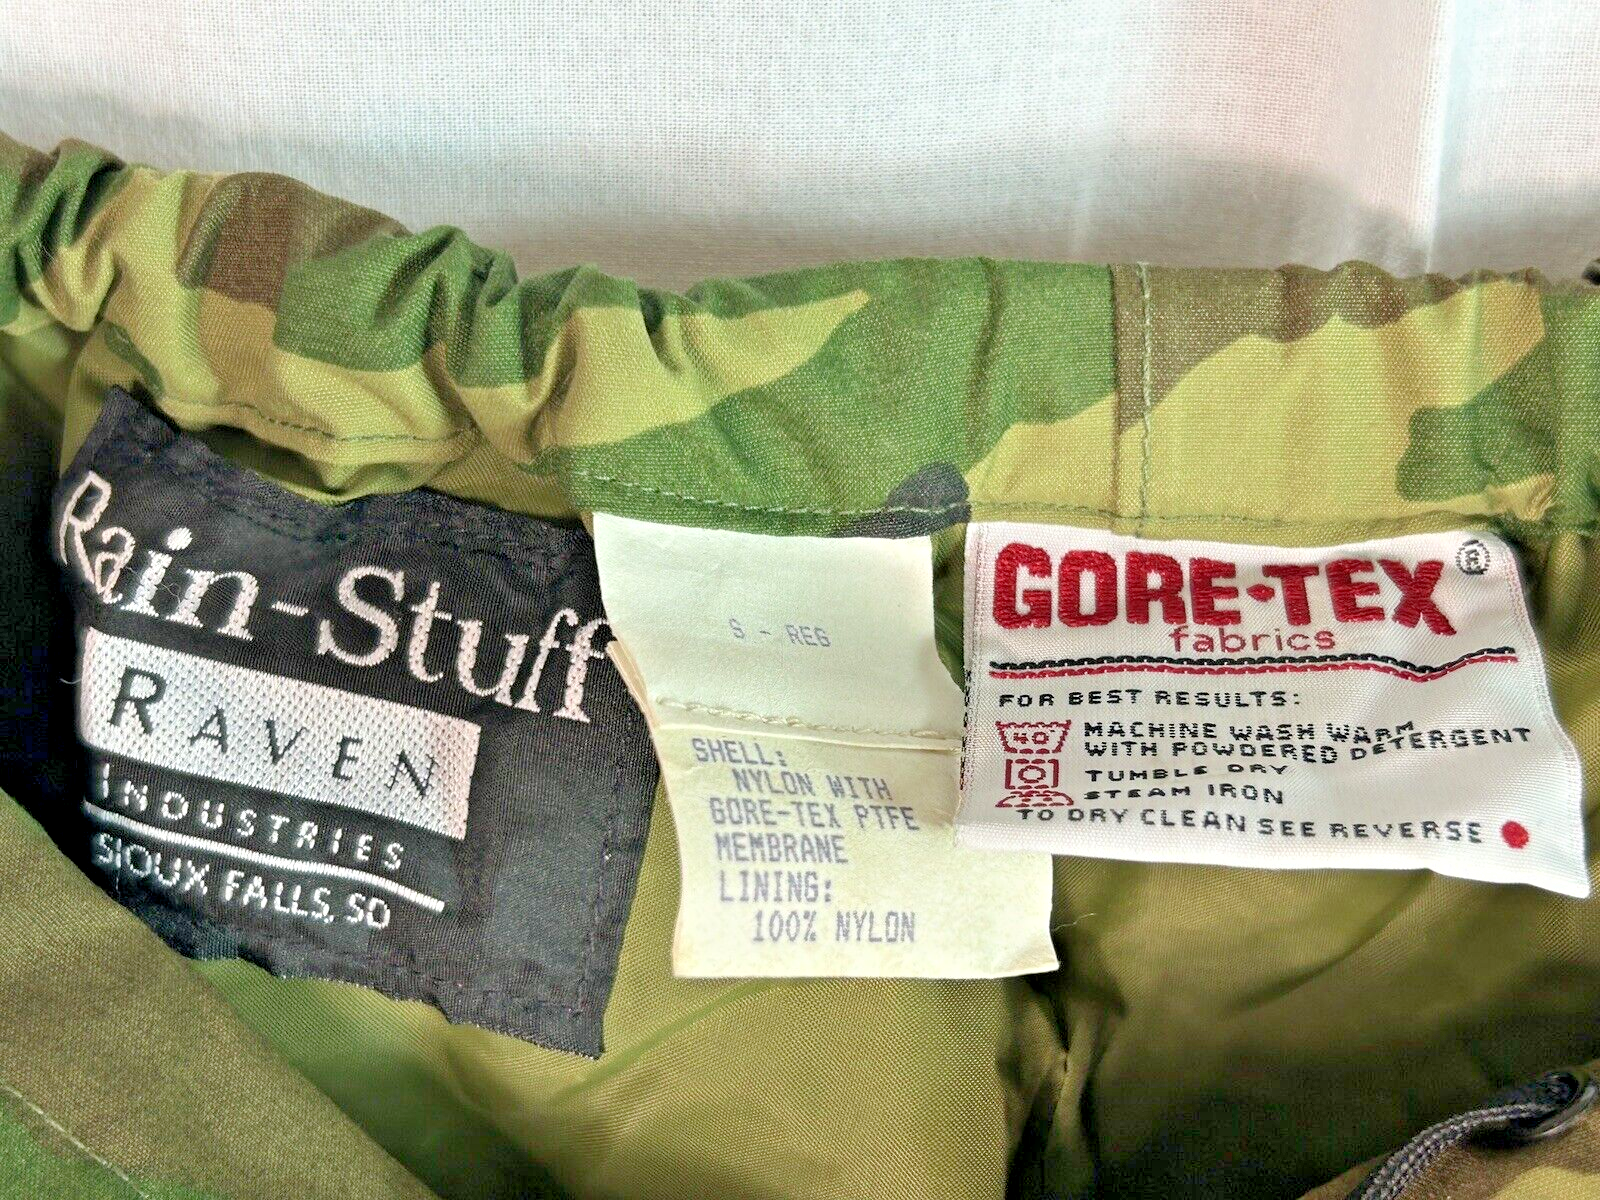 Rain-Stuff
RAVEN
INDUSTRIES
SIOUX FALLS, SD
S - REG
SHELL:
NYLON WITH
GORE-TEX PTFE
MEMBRANE
LINING:
100% NYLON
GORE-TEX®
fabrics
FOR BEST RESULTS:
40 MACHINE WASH WARM
WITH POWDERED DETERGENT
TUMBLE DRY
STEAM IRON
TO DRY CLEAN SEE REVERSE